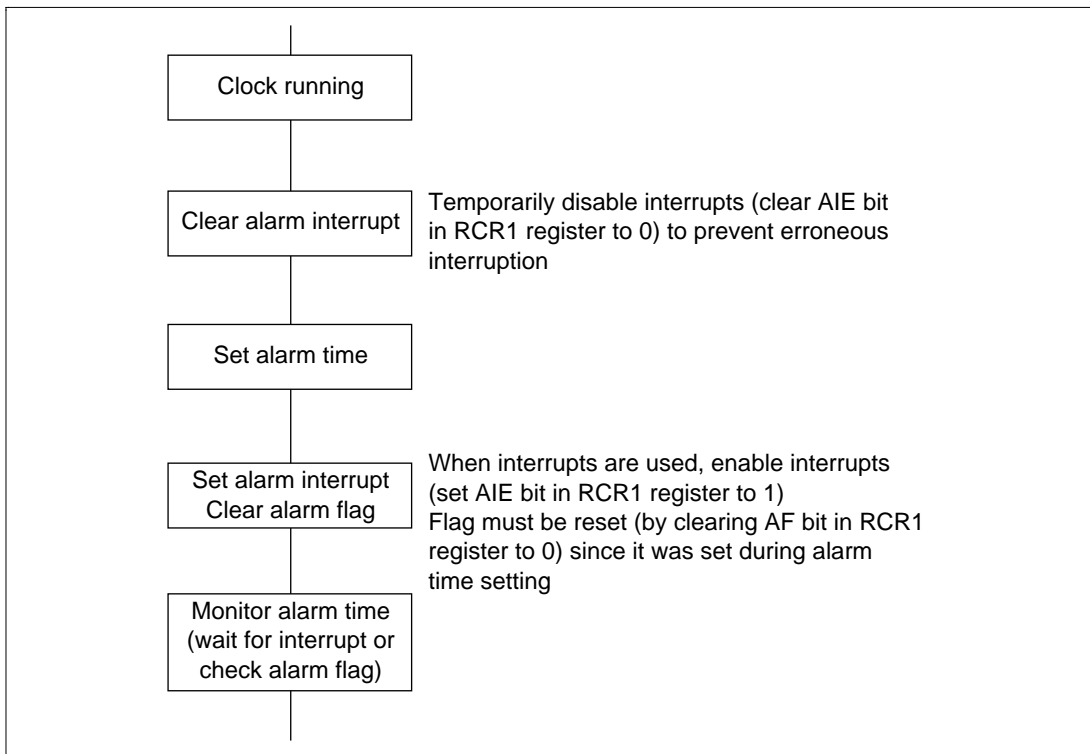 Clock running
Clear alarm interrupt
Temporarily disable interrupts (clear AIE bit
in RCR1 register to 0) to prevent erroneous
interruption
Set alarm time
Set alarm interrupt
Clear alarm flag
When interrupts are used, enable interrupts
(set AIE bit in RCR1 register to 1)
Flag must be reset (by clearing AF bit in RCR1
register to 0) since it was set during alarm
time setting
Monitor alarm time
(wait for interrupt or
check alarm flag)